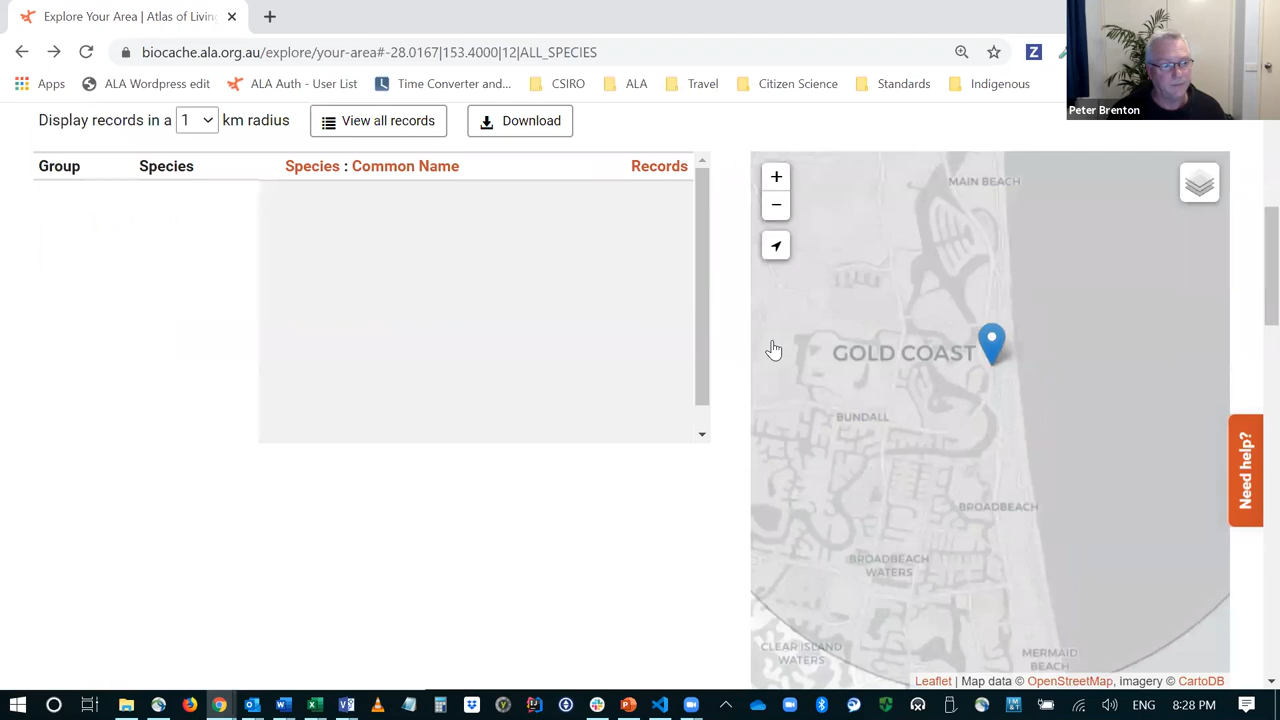 Explore Your Area | Atlas of Livin
biocache.ala.org.au/explore/your-area#-28.0167|153.4000|12|ALL_SPECIES
Z
Apps
ALA Wordpress edit
ALA Auth - User List
Time Converter and...
CSIRO
ALA
Travel
Citizen Science
Standards
Indigenous
Peter Brenton
Display records in a 1 km radius
View all records
Download
Group
Species
Species : Common Name
Records
+
−
MAIN BEACH
GOLD COAST
BUNDALL
BROADBEACH
BROADBEACH
WATERS
CLEAR ISLAND
WATERS
MERMAID
BEACH
Need help?
Leaflet | Map data © OpenStreetMap, imagery © CartoDB
ENG
8:28 PM